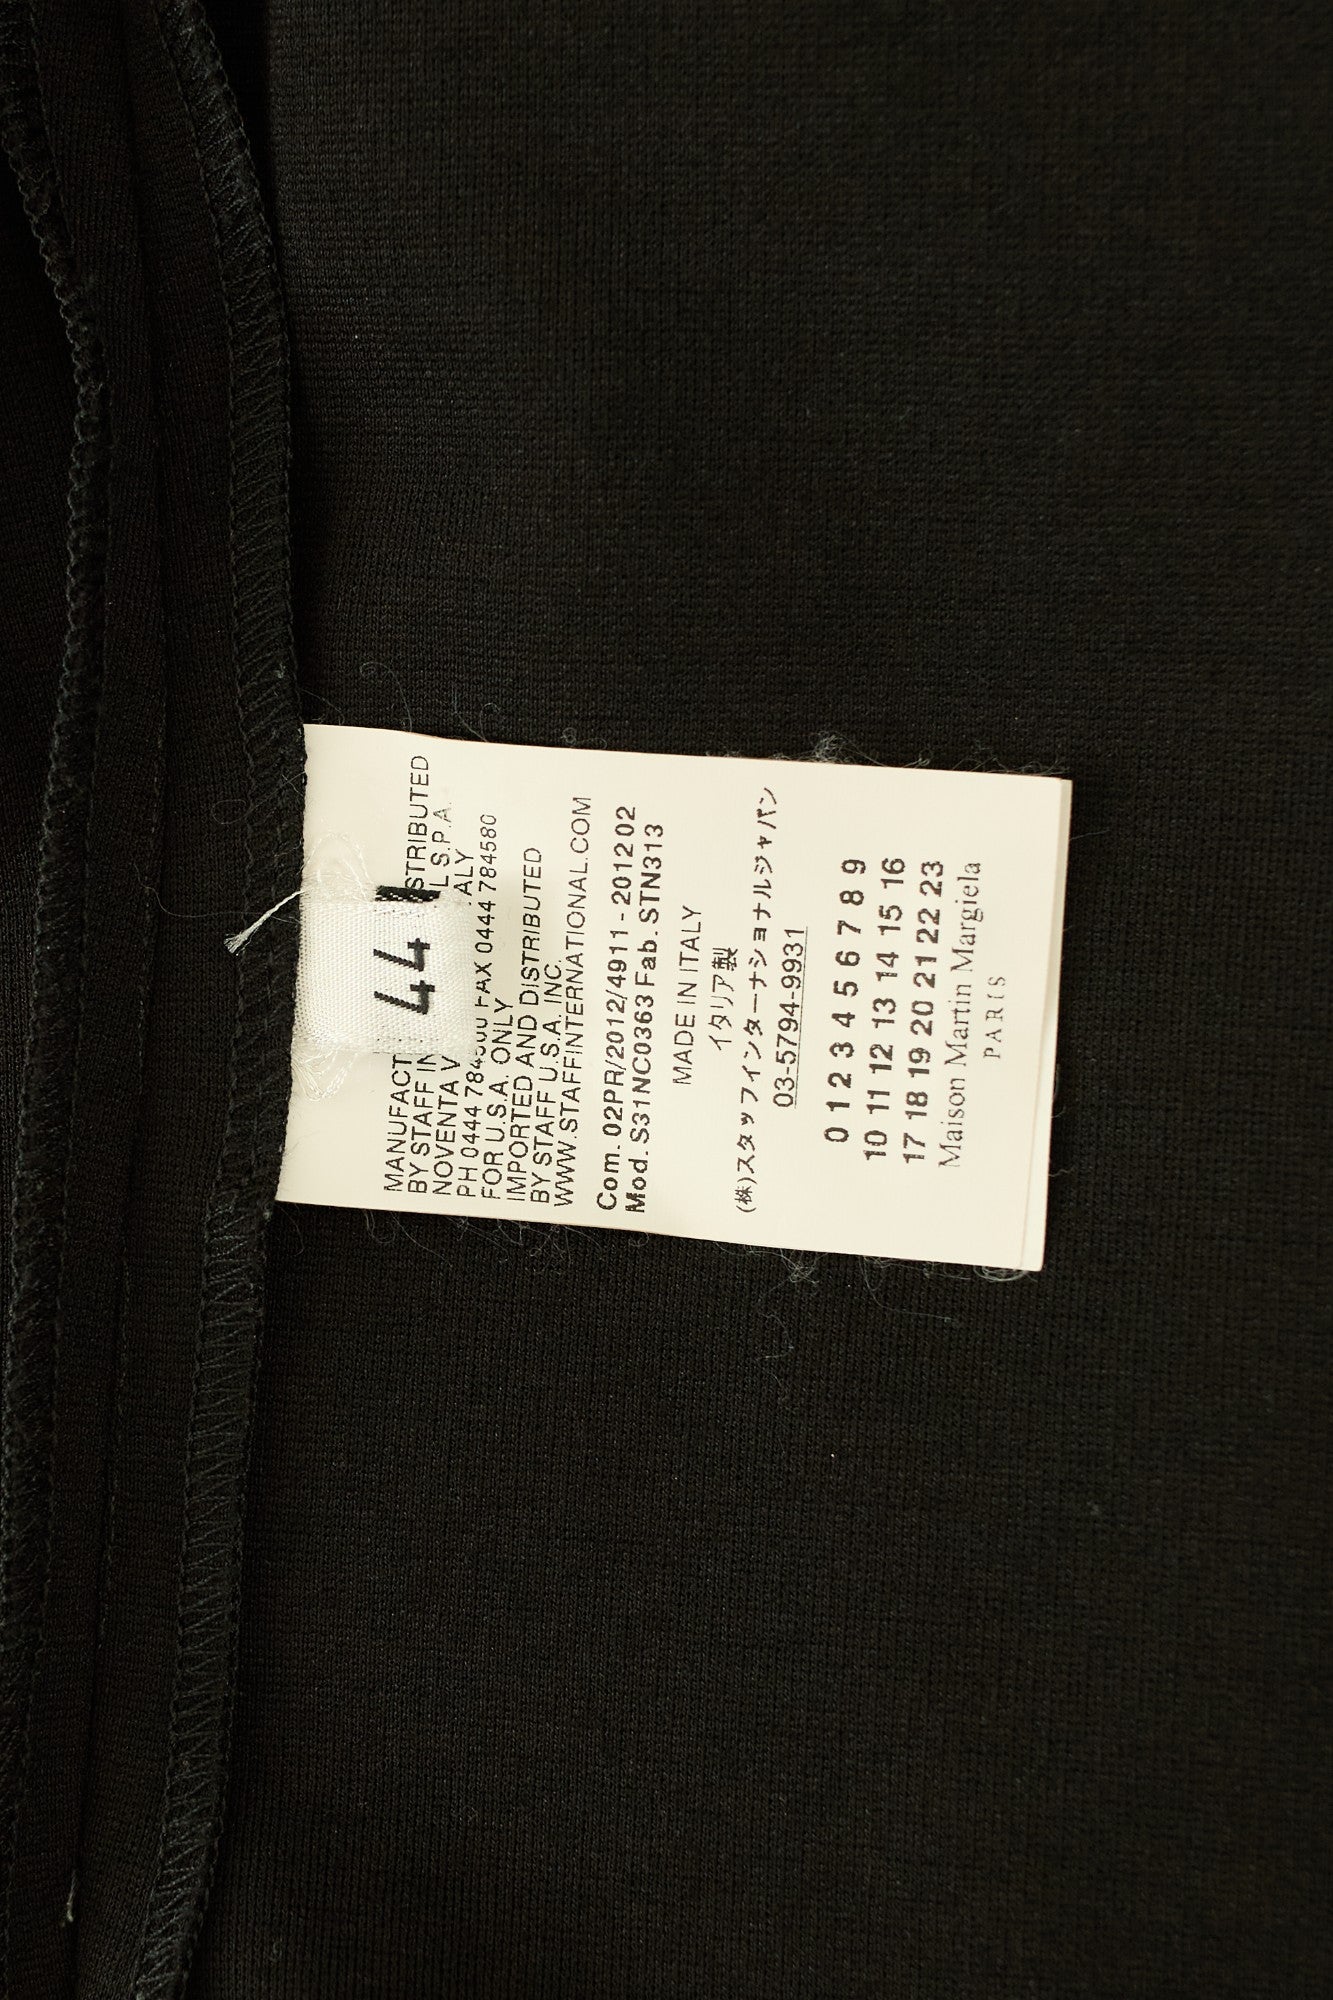 44
MANUFACT STRIBUTED
BY STAFF IN L S.P.A.
NOVENTA V ALY
PH 0444 784 FAX 0444 784580
FOR U.S.A. ONLY
IMPORTED AND DISTRIBUTED
BY STAFF U.S.A. INC.
WWW.STAFFINTERNATIONAL.COM
Com. 02PR/2012/4911 - 2012 02
Mod. S31NC0363 Fab. STN313
MADE IN ITALY
イタリア製
(株)スタッフインターナショナルジャパン
03-5794-9931
0 1 2 3 4 5 6 7 8 9
10 11 12 13 14 15 16
17 18 19 20 21 22 23
Maison Martin Margiela
PARIS